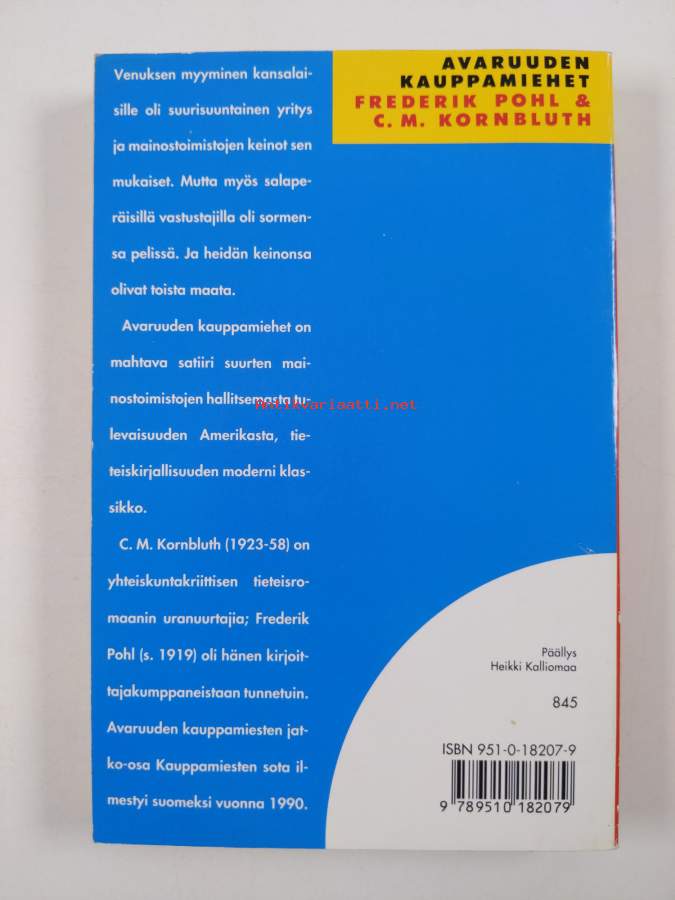 AVARUUDEN
KAUPPAMIEHET
FREDERIK POHL &
C. M. KORNBLUTH
Venuksen myyminen kansalai-
sille oli suurisuuntainen yritys
ja mainostoimistojen keinot sen
mukaiset. Mutta myös salape-
räisillä vastustajilla oli sormen-
sa pelissä. Ja heidän keinonsa
olivat toista maata.
Avaruuden kauppamiehet on
mahtava satiiri suurten mai-
nostoimistojen hallitsemasta tu-
levaisuuden Amerikasta, tie-
teiskirjallisuuden moderni klas-
sikko.
C. M. Kornbluth (1923-58) on
yhteiskuntakriittisen tieteisro-
maanin uranuurtajia; Frederik
Pohl (s. 1919) oli hänen kirjoit-
tajakumppaneistaan tunnetuin.
Avaruuden kauppamiesten jat-
ko-osa Kauppamiesten sota il-
mestyi suomeksi vuonna 1990.
Antikvariaatti.net
Päällys
Heikki Kalliomaa
845
ISBN 951-0-18207-9
9 789510 182079